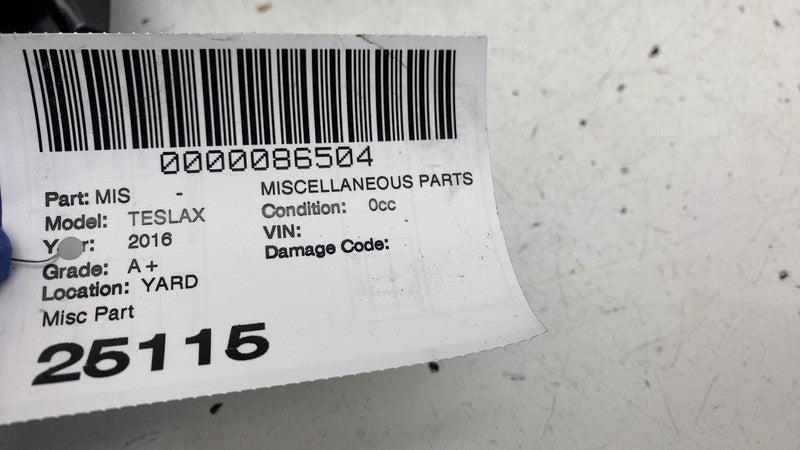 0000086504
Part: MIS - MISCELLANEOUS PARTS
Model: TESLAX Condition: 0cc
Year: 2016 VIN:
Grade: A+ Damage Code:
Location: YARD
Misc Part
25115